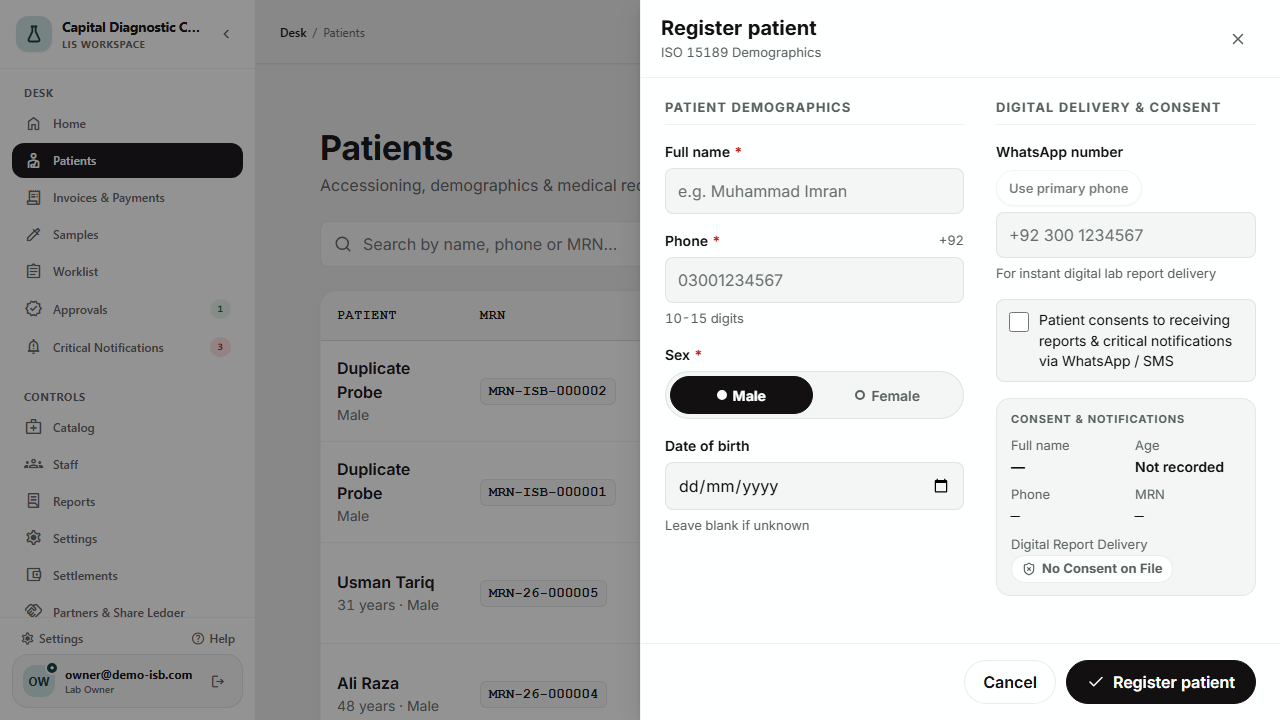 Capital Diagnostic C...
LIS WORKSPACE
DESK
Home
Patients
Invoices & Payments
Samples
Worklist
Approvals 1
Critical Notifications 3
CONTROLS
Catalog
Staff
Reports
Settings
Settlements
Partners & Share Ledger
Settings Help
OW
owner@demo-isb.com
Lab Owner
Desk / Patients
Patients
Accessioning, demographics & medical rec
Search by name, phone or MRN...
PATIENT MRN
Duplicate
Probe
Male
MRN-ISB-000002
Duplicate
Probe
Male
MRN-ISB-000001
Usman Tariq
31 years · Male
MRN-26-000005
Ali Raza
48 years · Male
MRN-26-000004
Register patient
ISO 15189 Demographics
PATIENT DEMOGRAPHICS
Full name *
e.g. Muhammad Imran
Phone * +92
03001234567
10-15 digits
Sex *
Male Female
Date of birth
dd/mm/yyyy
Leave blank if unknown
DIGITAL DELIVERY & CONSENT
WhatsApp number
Use primary phone
+92 300 1234567
For instant digital lab report delivery
Patient consents to receiving
reports & critical notifications
via WhatsApp / SMS
CONSENT & NOTIFICATIONS
Full name Age
— Not recorded
Phone MRN
— —
Digital Report Delivery
No Consent on File
Cancel Register patient